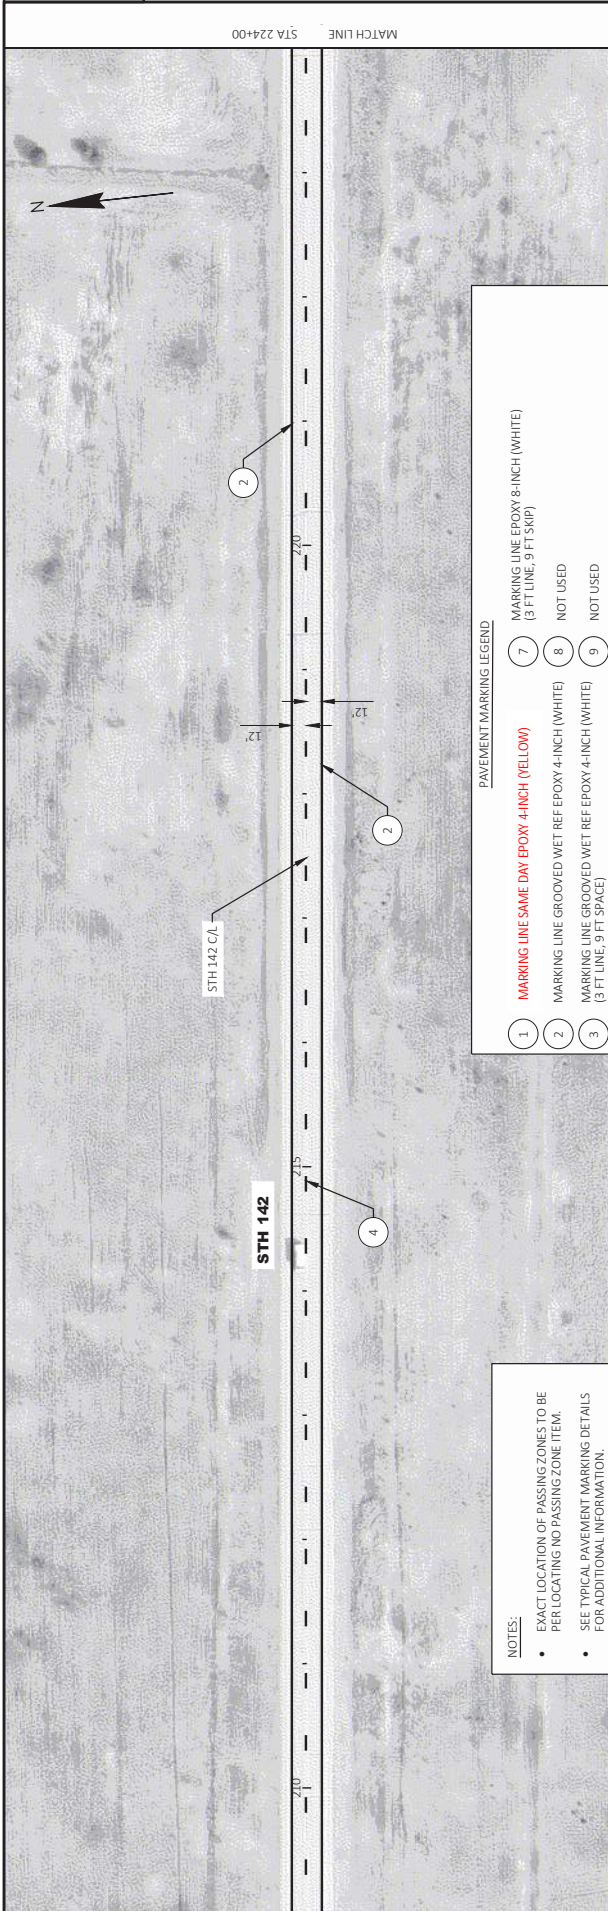 MATCH LINE
STA 224+00
N
2
220
12'
12'
2
STH 142 C/L
215
STH 142
4
210
PAVEMENT MARKING LEGEND
1 MARKING LINE SAME DAY EPOXY 4-INCH (YELLOW)
2 MARKING LINE GROOVED WET REF EPOXY 4-INCH (WHITE)
3 MARKING LINE GROOVED WET REF EPOXY 4-INCH (WHITE)
(3 FT LINE, 9 FT SPACE)
7 MARKING LINE EPOXY 8-INCH (WHITE)
(3 FT LINE, 9 FT SKIP)
8 NOT USED
9 NOT USED
NOTES:
• EXACT LOCATION OF PASSING ZONES TO BE
PER LOCATING NO PASSING ZONE ITEM.
• SEE TYPICAL PAVEMENT MARKING DETAILS
FOR ADDITIONAL INFORMATION.